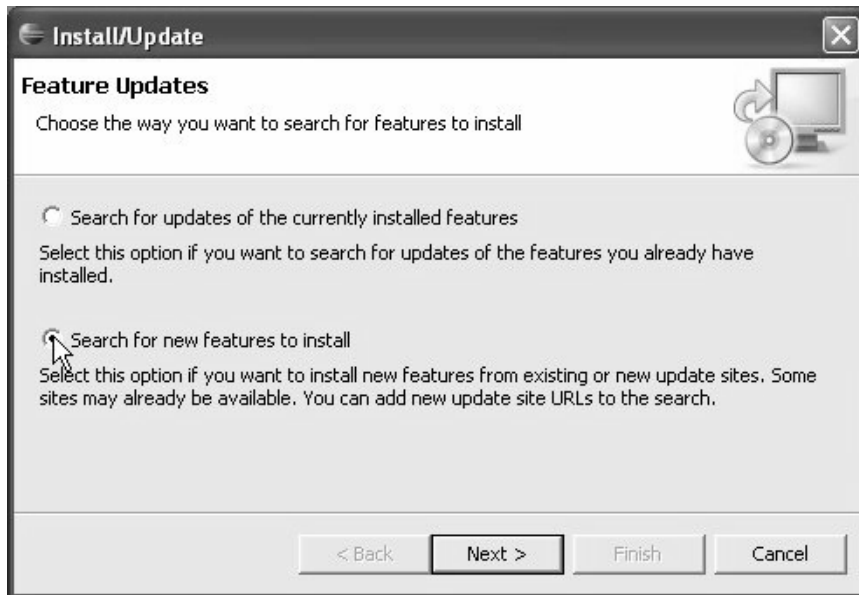 Install/Update
Feature Updates
Choose the way you want to search for features to install
Search for updates of the currently installed features
Select this option if you want to search for updates of the features you already have
installed.
Search for new features to install
Select this option if you want to install new features from existing or new update sites. Some
sites may already be available. You can add new update site URLs to the search.
< Back
Next >
Finish
Cancel